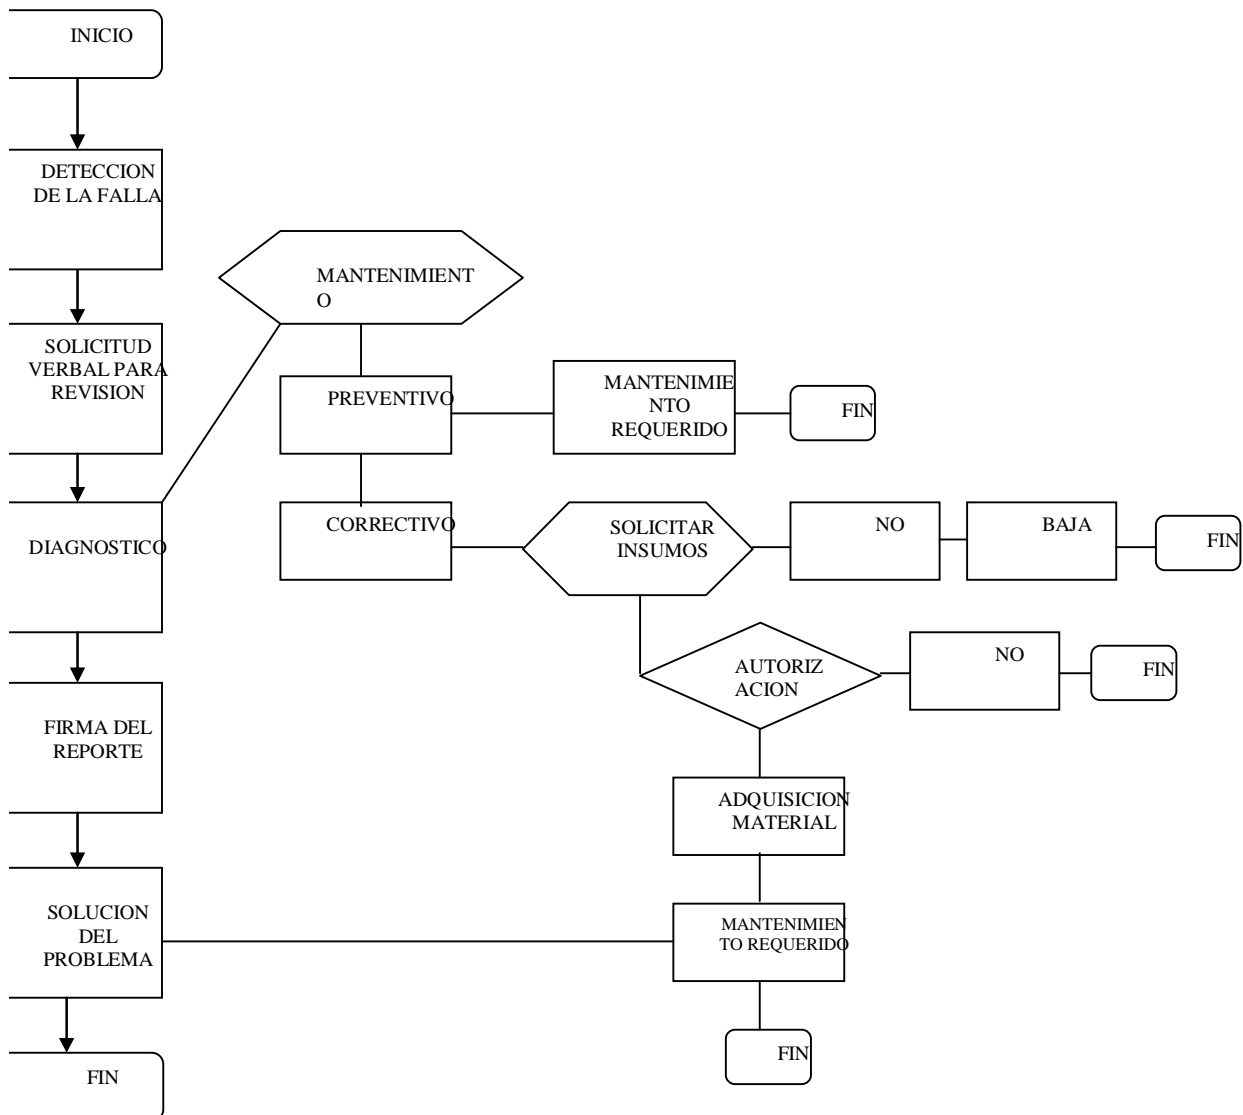 INICIO
DETECCION
DE LA FALLA
SOLICITUD
VERBAL PARA
REVISION
DIAGNOSTICO
FIRMA DEL
REPORTE
SOLUCION
DEL
PROBLEMA
FIN
MANTENIMIENT
O
PREVENTIVO
MANTENIMIE
NTO
REQUERIDO
FIN
CORRECTIVO
SOLICITAR
INSUMOS
NO
BAJA
FIN
AUTORIZ
ACION
NO
FIN
ADQUISICION
MATERIAL
MANTENIMIEN
TO REQUERIDO
FIN